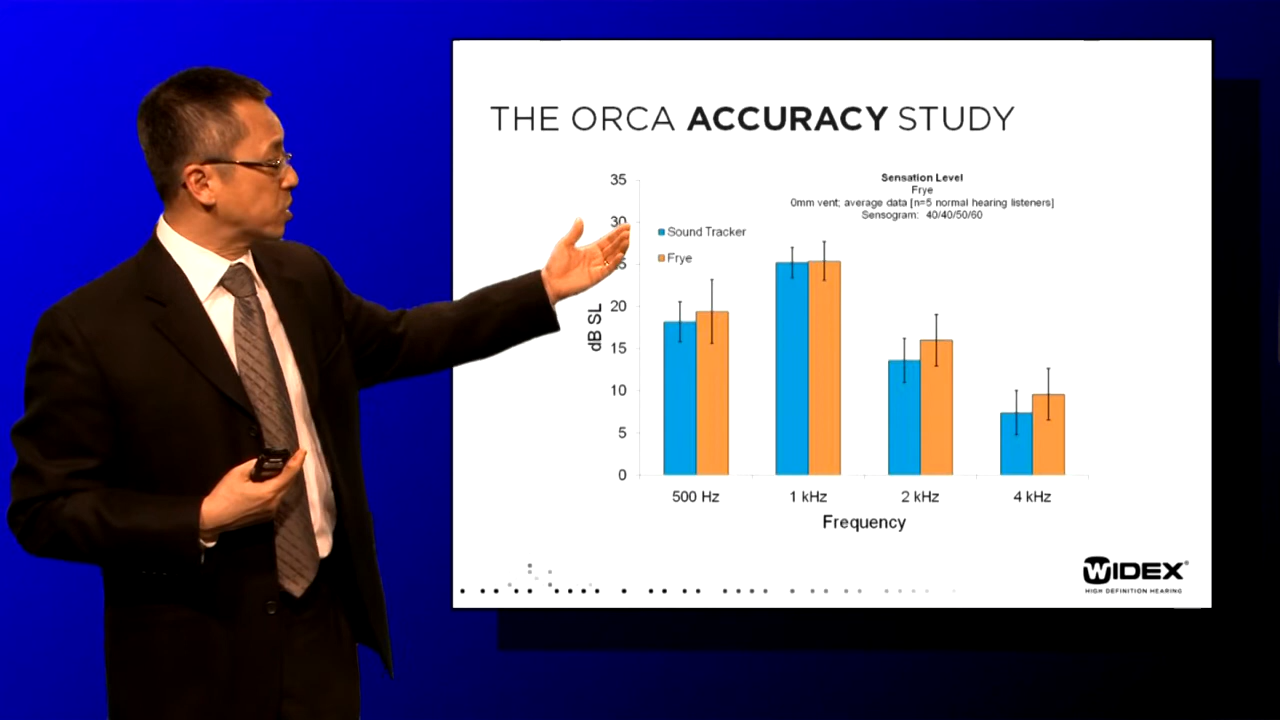 THE ORCA ACCURACY STUDY
Sensation Level
Frye
0mm vent; average data [n=5 normal hearing listeners]
Sensogram: 40/40/50/60
Sound Tracker
Frye
35
30
20
15
10
5
0
dB SL
500 Hz
1 kHz
2 kHz
4 kHz
Frequency
WIDEX®
HIGH DEFINITION HEARING